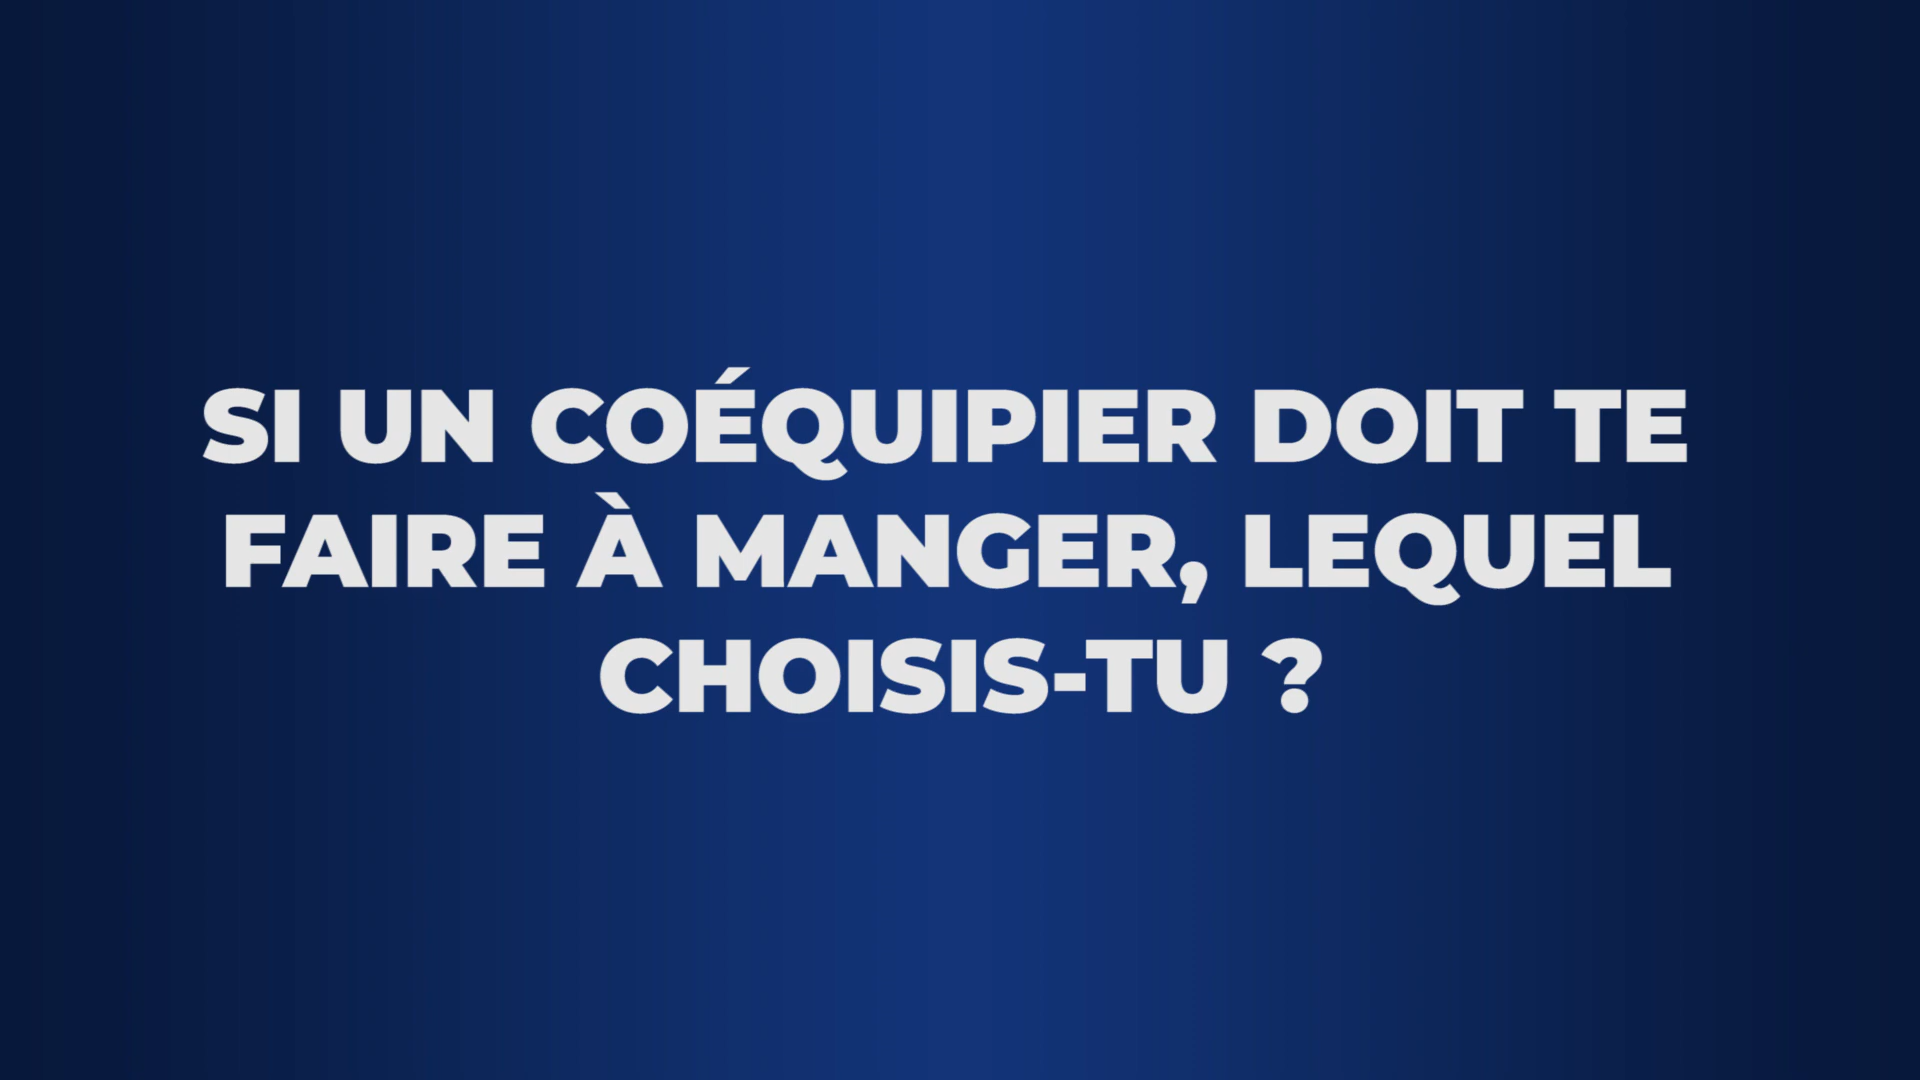 SI UN COÉQUIPIER DOIT TE
FAIRE À MANGER, LEQUEL
CHOISIS-TU ?